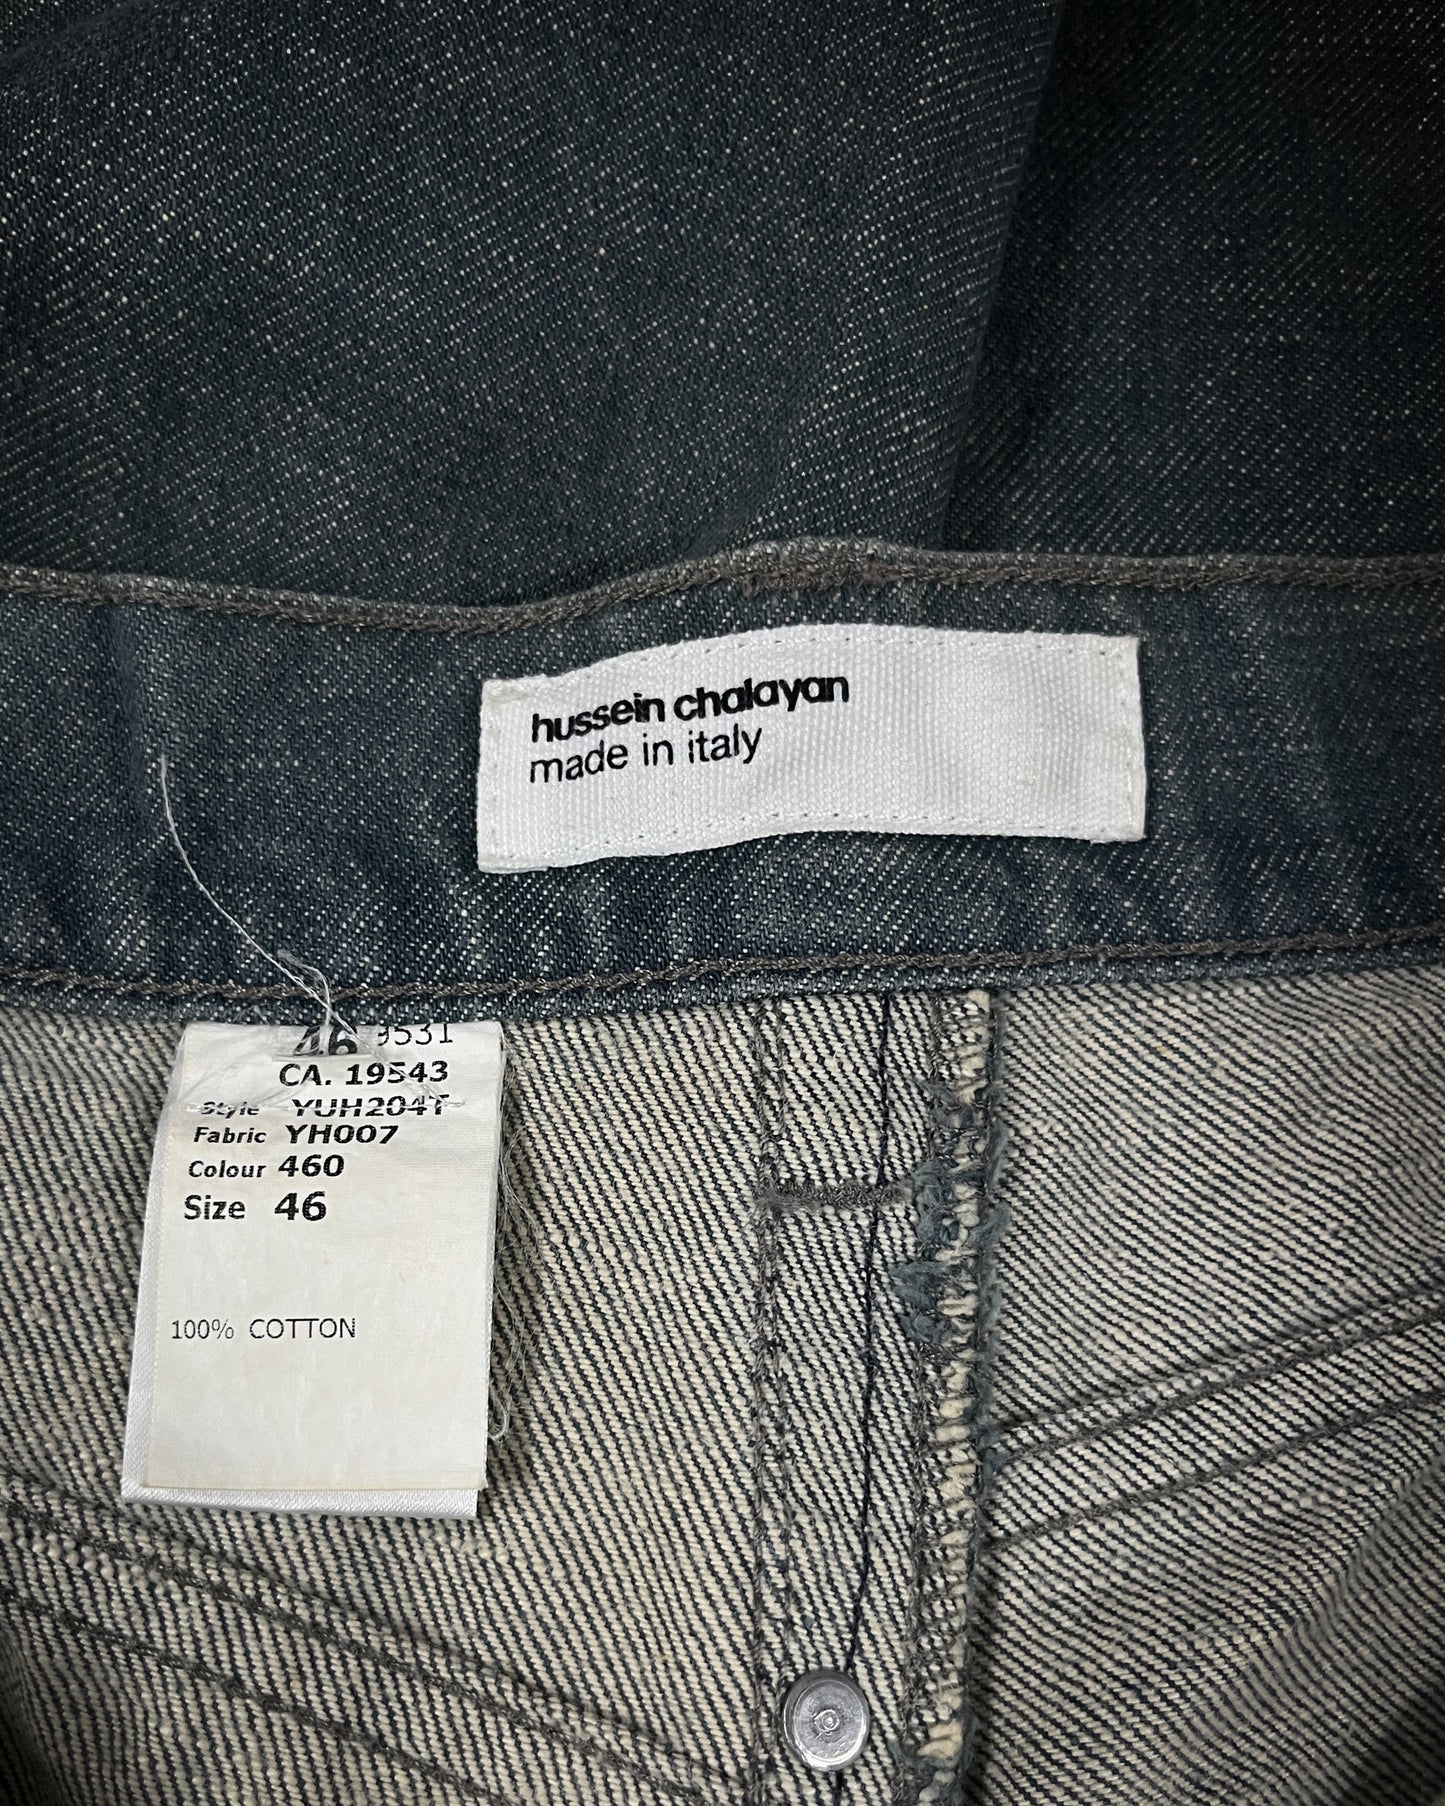 hussein chalayan
made in italy
46 9531
CA. 19543
Style YUH204T
Fabric YH007
Colour 460
Size 46
100% COTTON